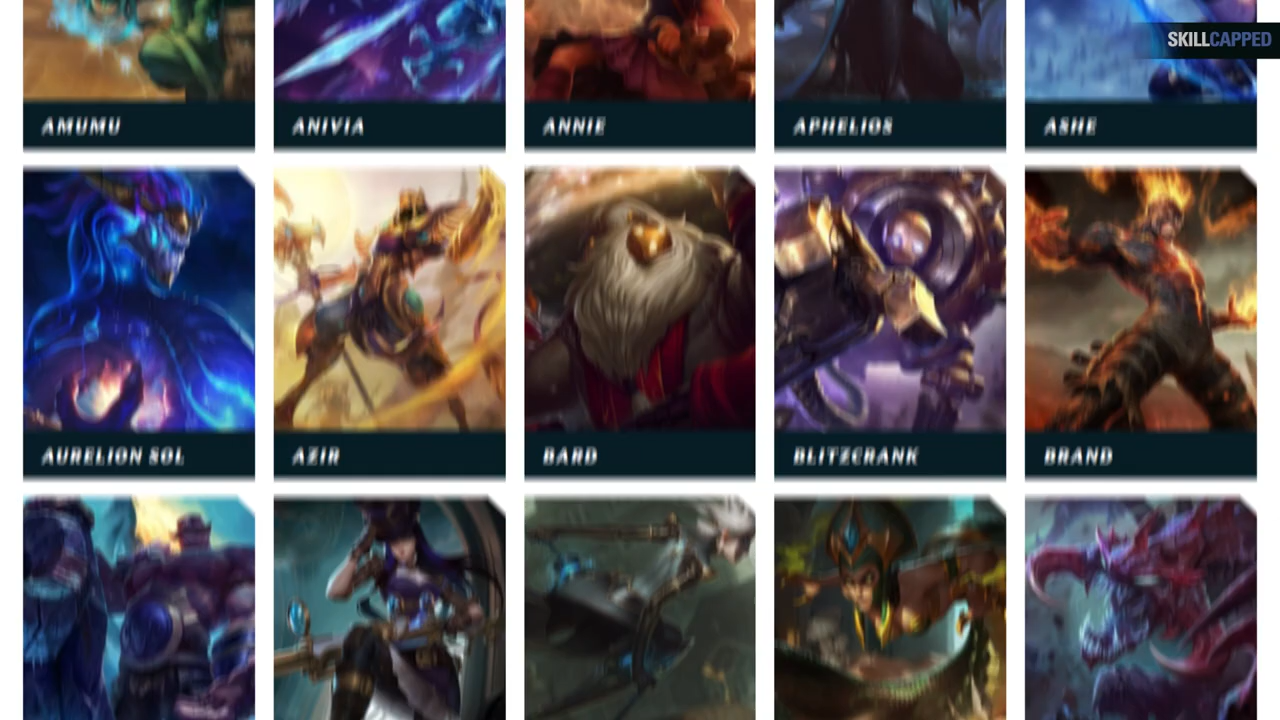 SKILLCAPPED
AMUMU
ANIVIA
ANNIE
APHELIOS
ASHE
AURELION SOL
AZIR
BARD
BLITZCRANK
BRAND